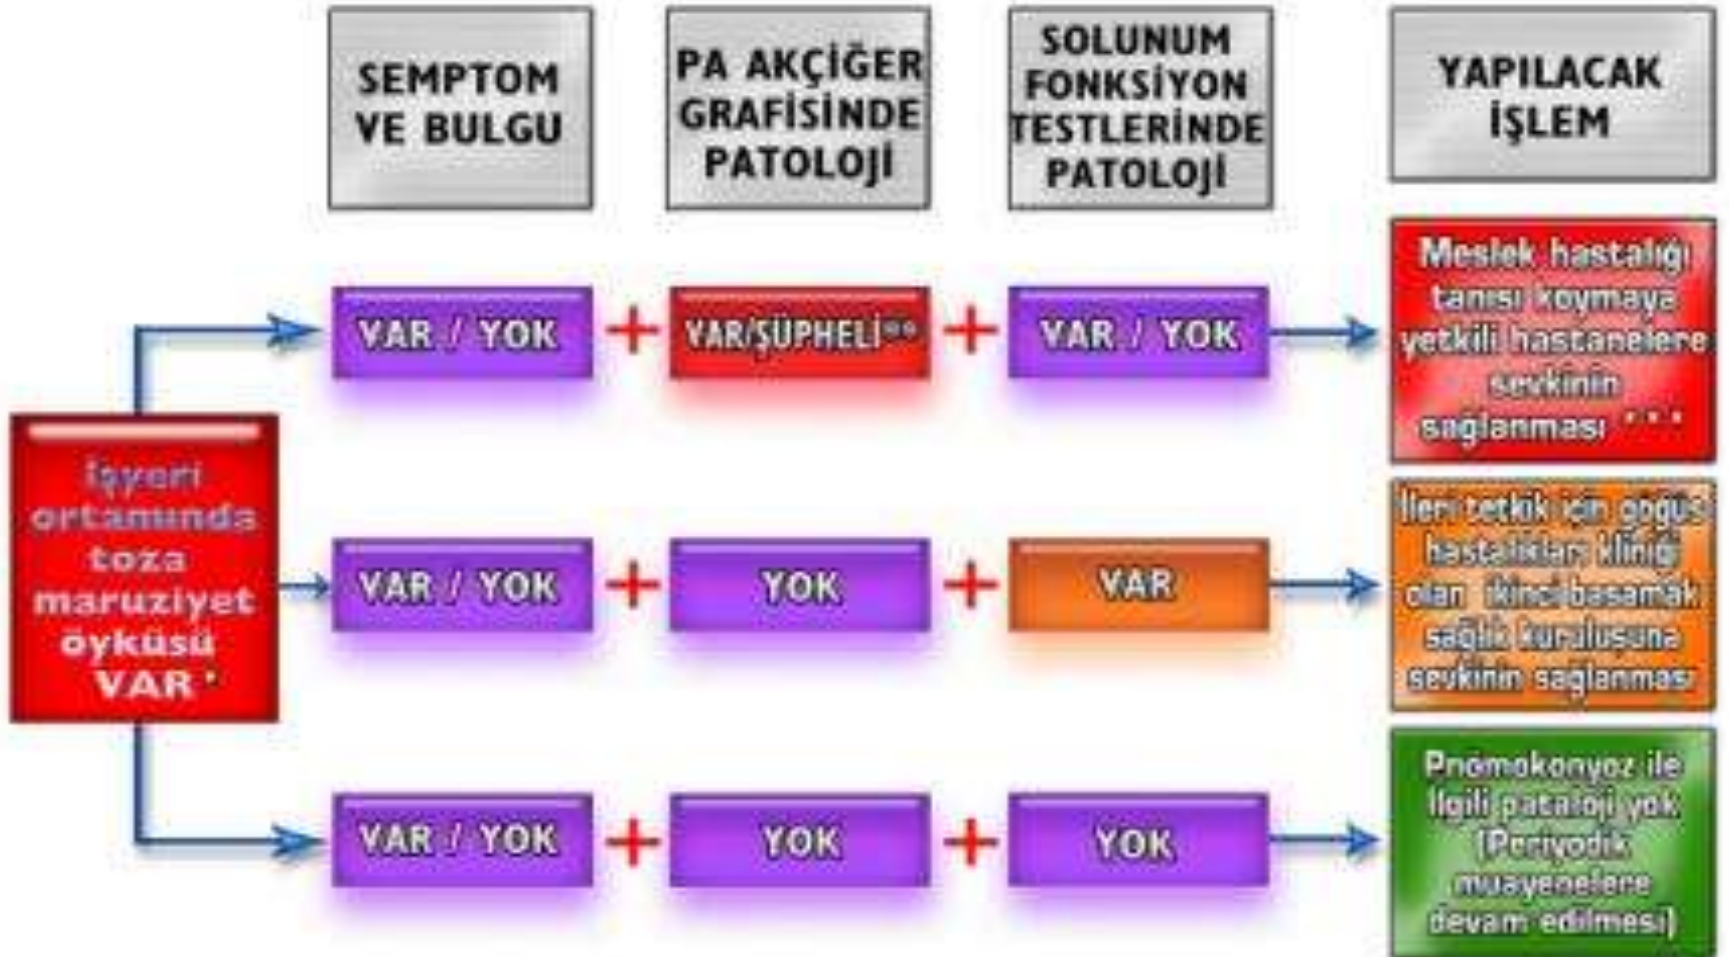 SEMPTOM
VE BULGU
PA AKÇİĞER
GRAFİSİNDE
PATOLOJİ
SOLUNUM
FONKSİYON
TESTLERİNDE
PATOLOJİ
YAPILACAK
İŞLEM
İşyeri
ortamında
toza
maruziyet
öyküsü
VAR *
VAR / YOK
+
VAR/ŞÜPHELİ**
+
VAR / YOK
Meslek hastalığı
tanısı koymaya
yetkili hastanelere
sevkinin
sağlanması ***
VAR / YOK
+
YOK
+
VAR
İleri tetkik için göğüs
hastalıkları kliniği
olan ikinci basamak
sağlık kuruluşuna
sevkinin sağlanması
VAR / YOK
+
YOK
+
YOK
Pnömokonyoz ile
ilgili pataloji yok
(Periyodik
muayenelere
devam edilmesi)